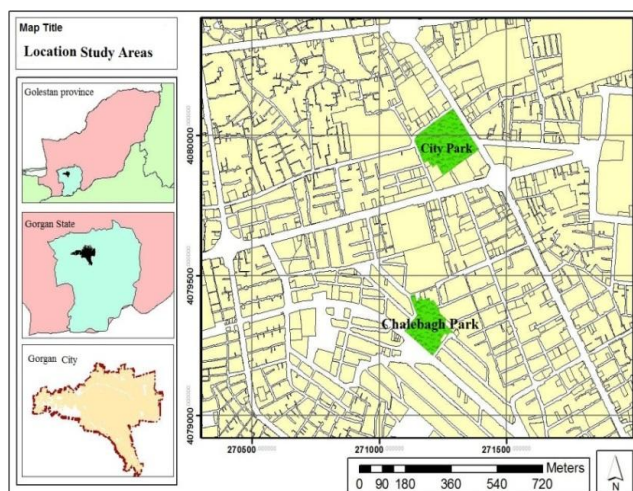 Map Title
Location Study Areas
Golestan province
Gorgan State
Gorgan City
City Park
Chalebagh Park
4080000
4079500
4079000
270500 271000 271500
Meters
0 90 180 360 540 720
N